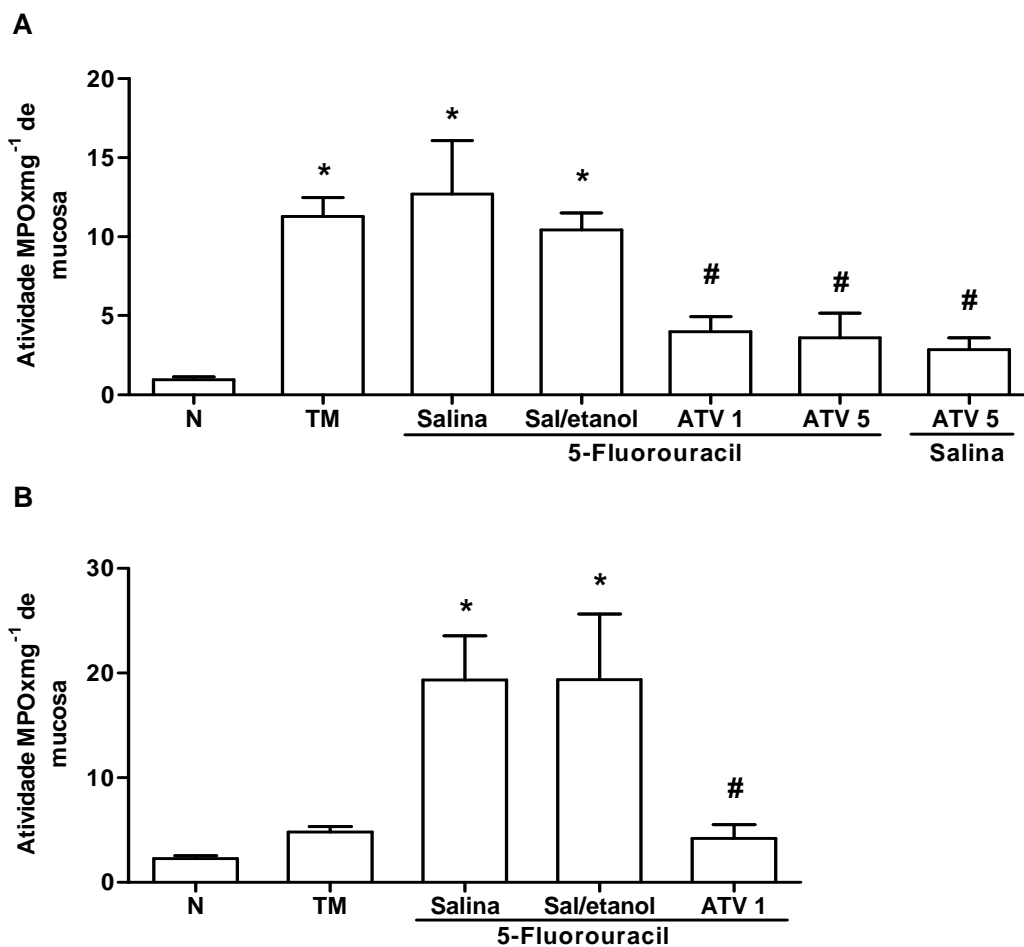 A
Atividade MPOxmg⁻¹ de
mucosa
20
15
10
5
0
* * * # # #
N TM Salina Sal/etanol ATV 1 ATV 5 ATV 5
5-Fluorouracil Salina
B
Atividade MPOxmg⁻¹ de
mucosa
30
20
10
0
* * #
N TM Salina Sal/etanol ATV 1
5-Fluorouracil